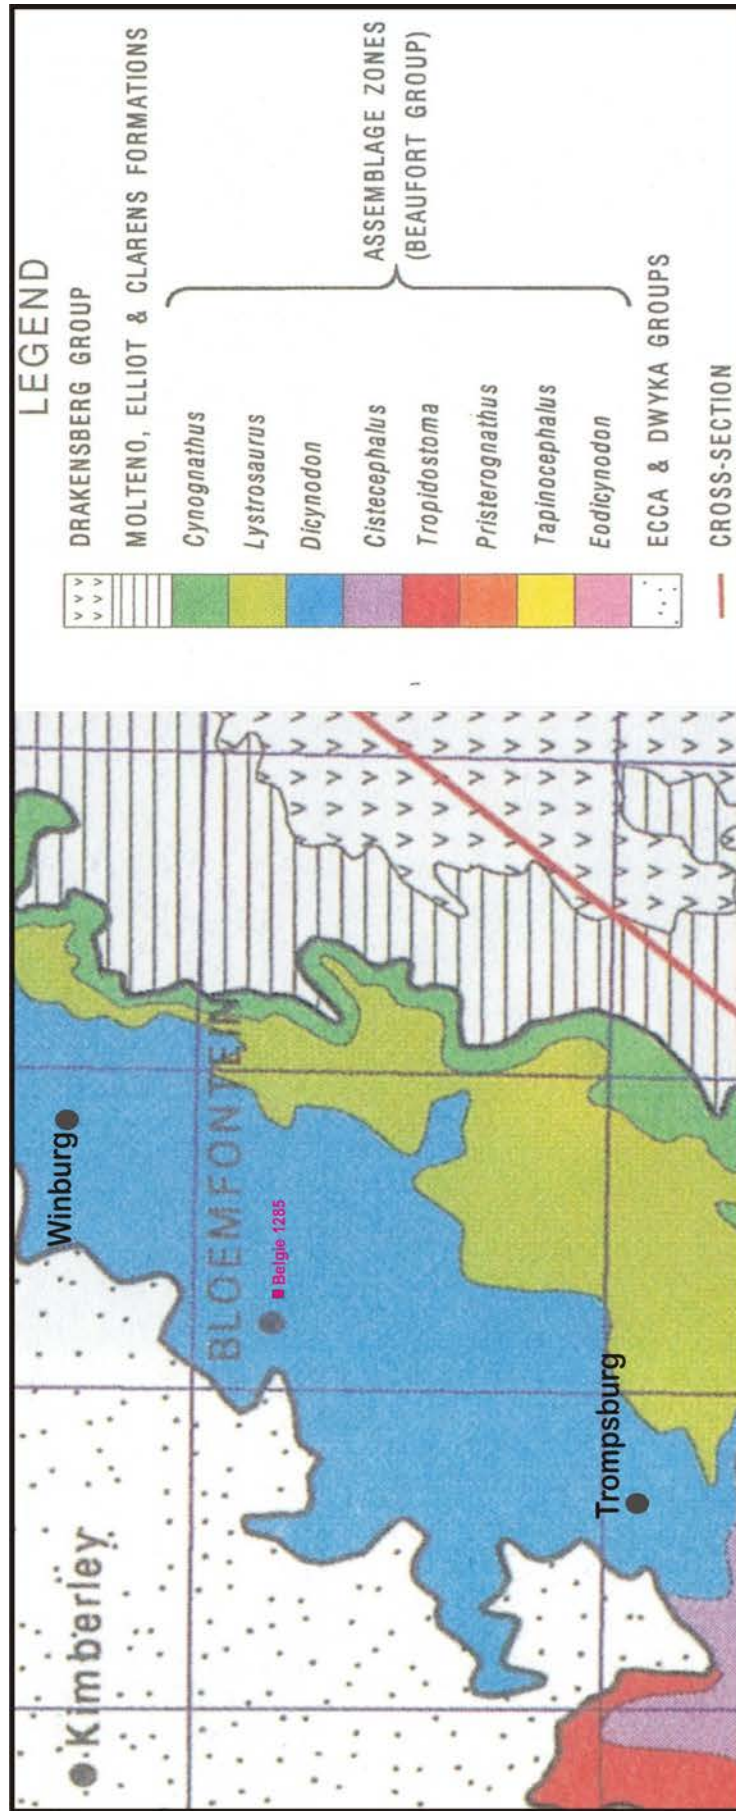 Kimberley
Winburg
BLOEMFONTEIN
Belgie 1285
Trompsburg
LEGEND
DRAKENSBERG GROUP
MOLTENO, ELLIOT & CLARENS FORMATIONS
Cynognathus
Lystrosaurus
Dicynodon
Cistecephalus
Tropidostoma
Pristerognathus
Tapinocephalus
Eodicynodon
ASSEMBLAGE ZONES
(BEAUFORT GROUP)
ECCA & DWYKA GROUPS
CROSS-SECTION